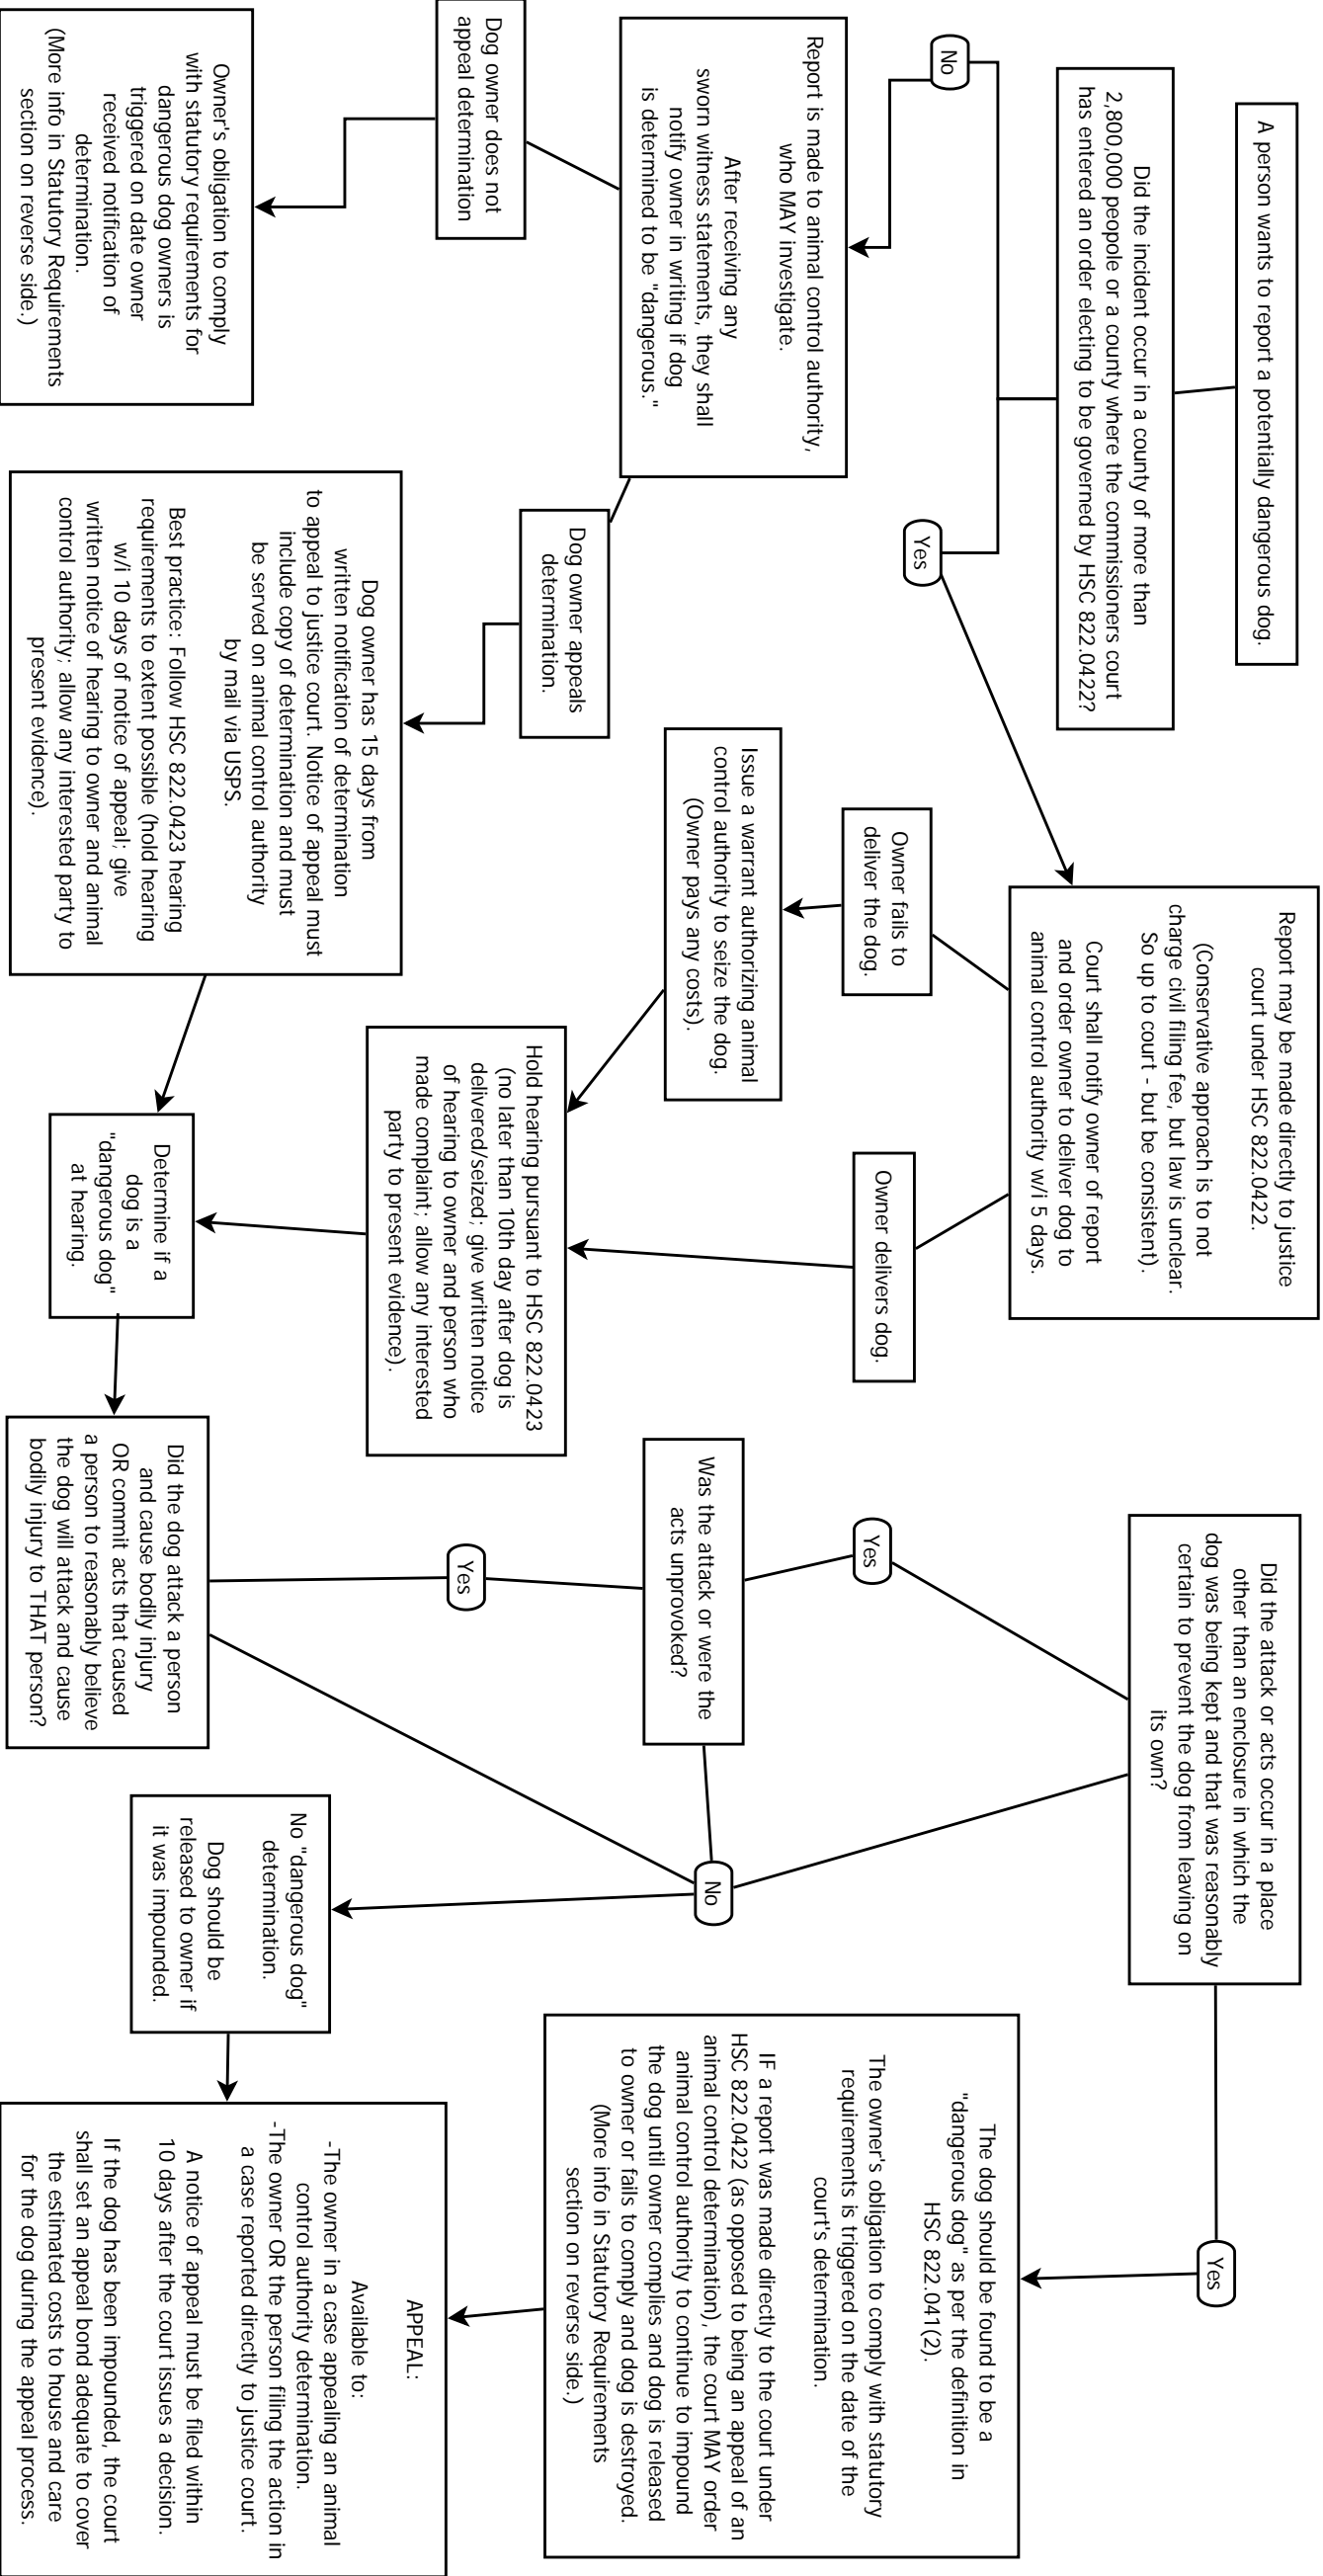 A person wants to report a potentially dangerous dog.
Did the incident occur in a county of more than
2,800,000 peopole or a county where the commissioners court
has entered an order electing to be governed by HSC 822.0422?
No
Yes
Report is made to animal control authority,
who MAY investigate.
After receiving any
sworn witness statements, they shall
notify owner in writing if dog
is determined to be "dangerous."
Dog owner does not
appeal determination
Owner's obligation to comply
with statutory requirements for
dangerous dog owners is
triggered on date owner
received notification of
determination.
(More info in Statutory Requirements
section on reverse side.)
Dog owner appeals
determination.
Dog owner has 15 days from
written notification of determination
to appeal to justice court. Notice of appeal must
include copy of determination and must
be served on animal control authority
by mail via USPS.
Best practice: Follow HSC 822.0423 hearing
requirements to extent possible (hold hearing
w/i 10 days of notice of appeal; give
written notice of hearing to owner and animal
control authority; allow any interested party to
present evidence).
Report may be made directly to justice
court under HSC 822.0422.
(Conservative approach is to not
charge civil filing fee, but law is unclear.
So up to court - but be consistent).
Court shall notify owner of report
and order owner to deliver dog to
animal control authority w/i 5 days.
Owner fails to
deliver the dog.
Issue a warrant authorizing animal
control authority to seize the dog.
(Owner pays any costs).
Owner delivers dog.
Hold hearing pursuant to HSC 822.0423
(no later than 10th day after dog is
delivered/seized; give written notice
of hearing to owner and person who
made complaint; allow any interested
party to present evidence).
Determine if a
dog is a
"dangerous dog"
at hearing.
Did the dog attack a person
and cause bodily injury
OR commit acts that caused
a person to reasonably believe
the dog will attack and cause
bodily injury to THAT person?
Yes
Was the attack or were the
acts unprovoked?
Yes
Did the attack or acts occur in a place
other than an enclosure in which the
dog was being kept and that was reasonably
certain to prevent the dog from leaving on
its own?
No
No "dangerous dog"
determination.
Dog should be
released to owner if
it was impounded.
Yes
The dog should be found to be a
"dangerous dog" as per the definition in
HSC 822.041(2).
The owner's obligation to comply with statutory
requirements is triggered on the date of the
court's determination.
IF a report was made directly to the court under
HSC 822.0422 (as opposed to being an appeal of an
animal control determination), the court MAY order
animal control authority to continue to impound
the dog until owner complies and dog is released
to owner or fails to comply and dog is destroyed.
(More info in Statutory Requirements
section on reverse side.)
APPEAL:
Available to:
-The owner in a case appealing an animal
control authority determination.
-The owner OR the person filing the action in
a case reported directly to justice court.
A notice of appeal must be filed within
10 days after the court issues a decision.
If the dog has been impounded, the court
shall set an appeal bond adequate to cover
the estimated costs to house and care
for the dog during the appeal process.